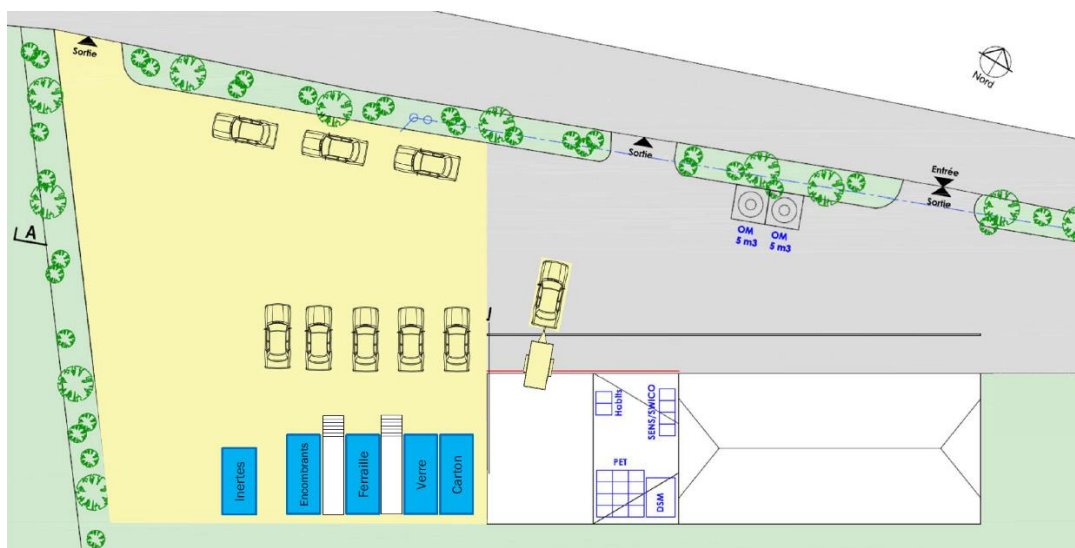 Sortie
Nord
Sortie
Entrée
Sortie
A
OM
5 m3
OM
5 m3
Habits
SENS/SWICO
PET
DSM
Inertes
Encombrants
Ferraille
Verre
Carton